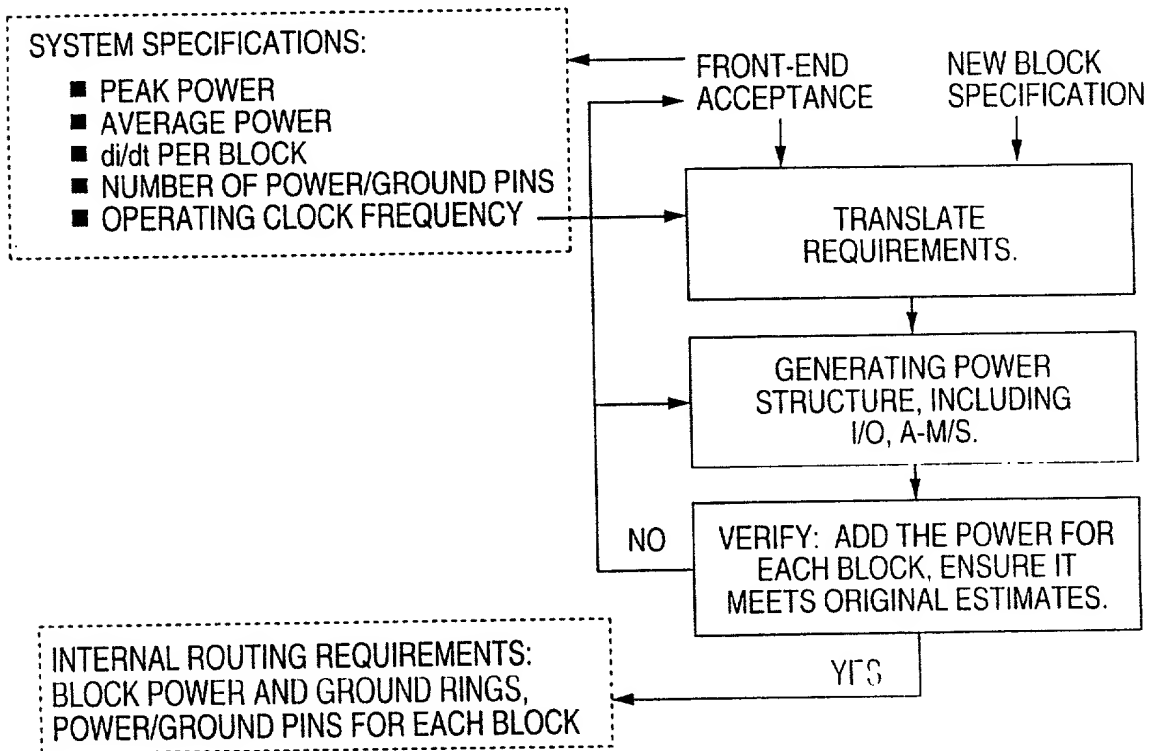 SYSTEM SPECIFICATIONS:
■ PEAK POWER
■ AVERAGE POWER
■ di/dt PER BLOCK
■ NUMBER OF POWER/GROUND PINS
■ OPERATING CLOCK FREQUENCY
FRONT-END
ACCEPTANCE
NEW BLOCK
SPECIFICATION
TRANSLATE
REQUIREMENTS.
GENERATING POWER
STRUCTURE, INCLUDING
I/O, A-M/S.
NO
VERIFY: ADD THE POWER FOR
EACH BLOCK, ENSURE IT
MEETS ORIGINAL ESTIMATES.
YES
INTERNAL ROUTING REQUIREMENTS:
BLOCK POWER AND GROUND RINGS,
POWER/GROUND PINS FOR EACH BLOCK